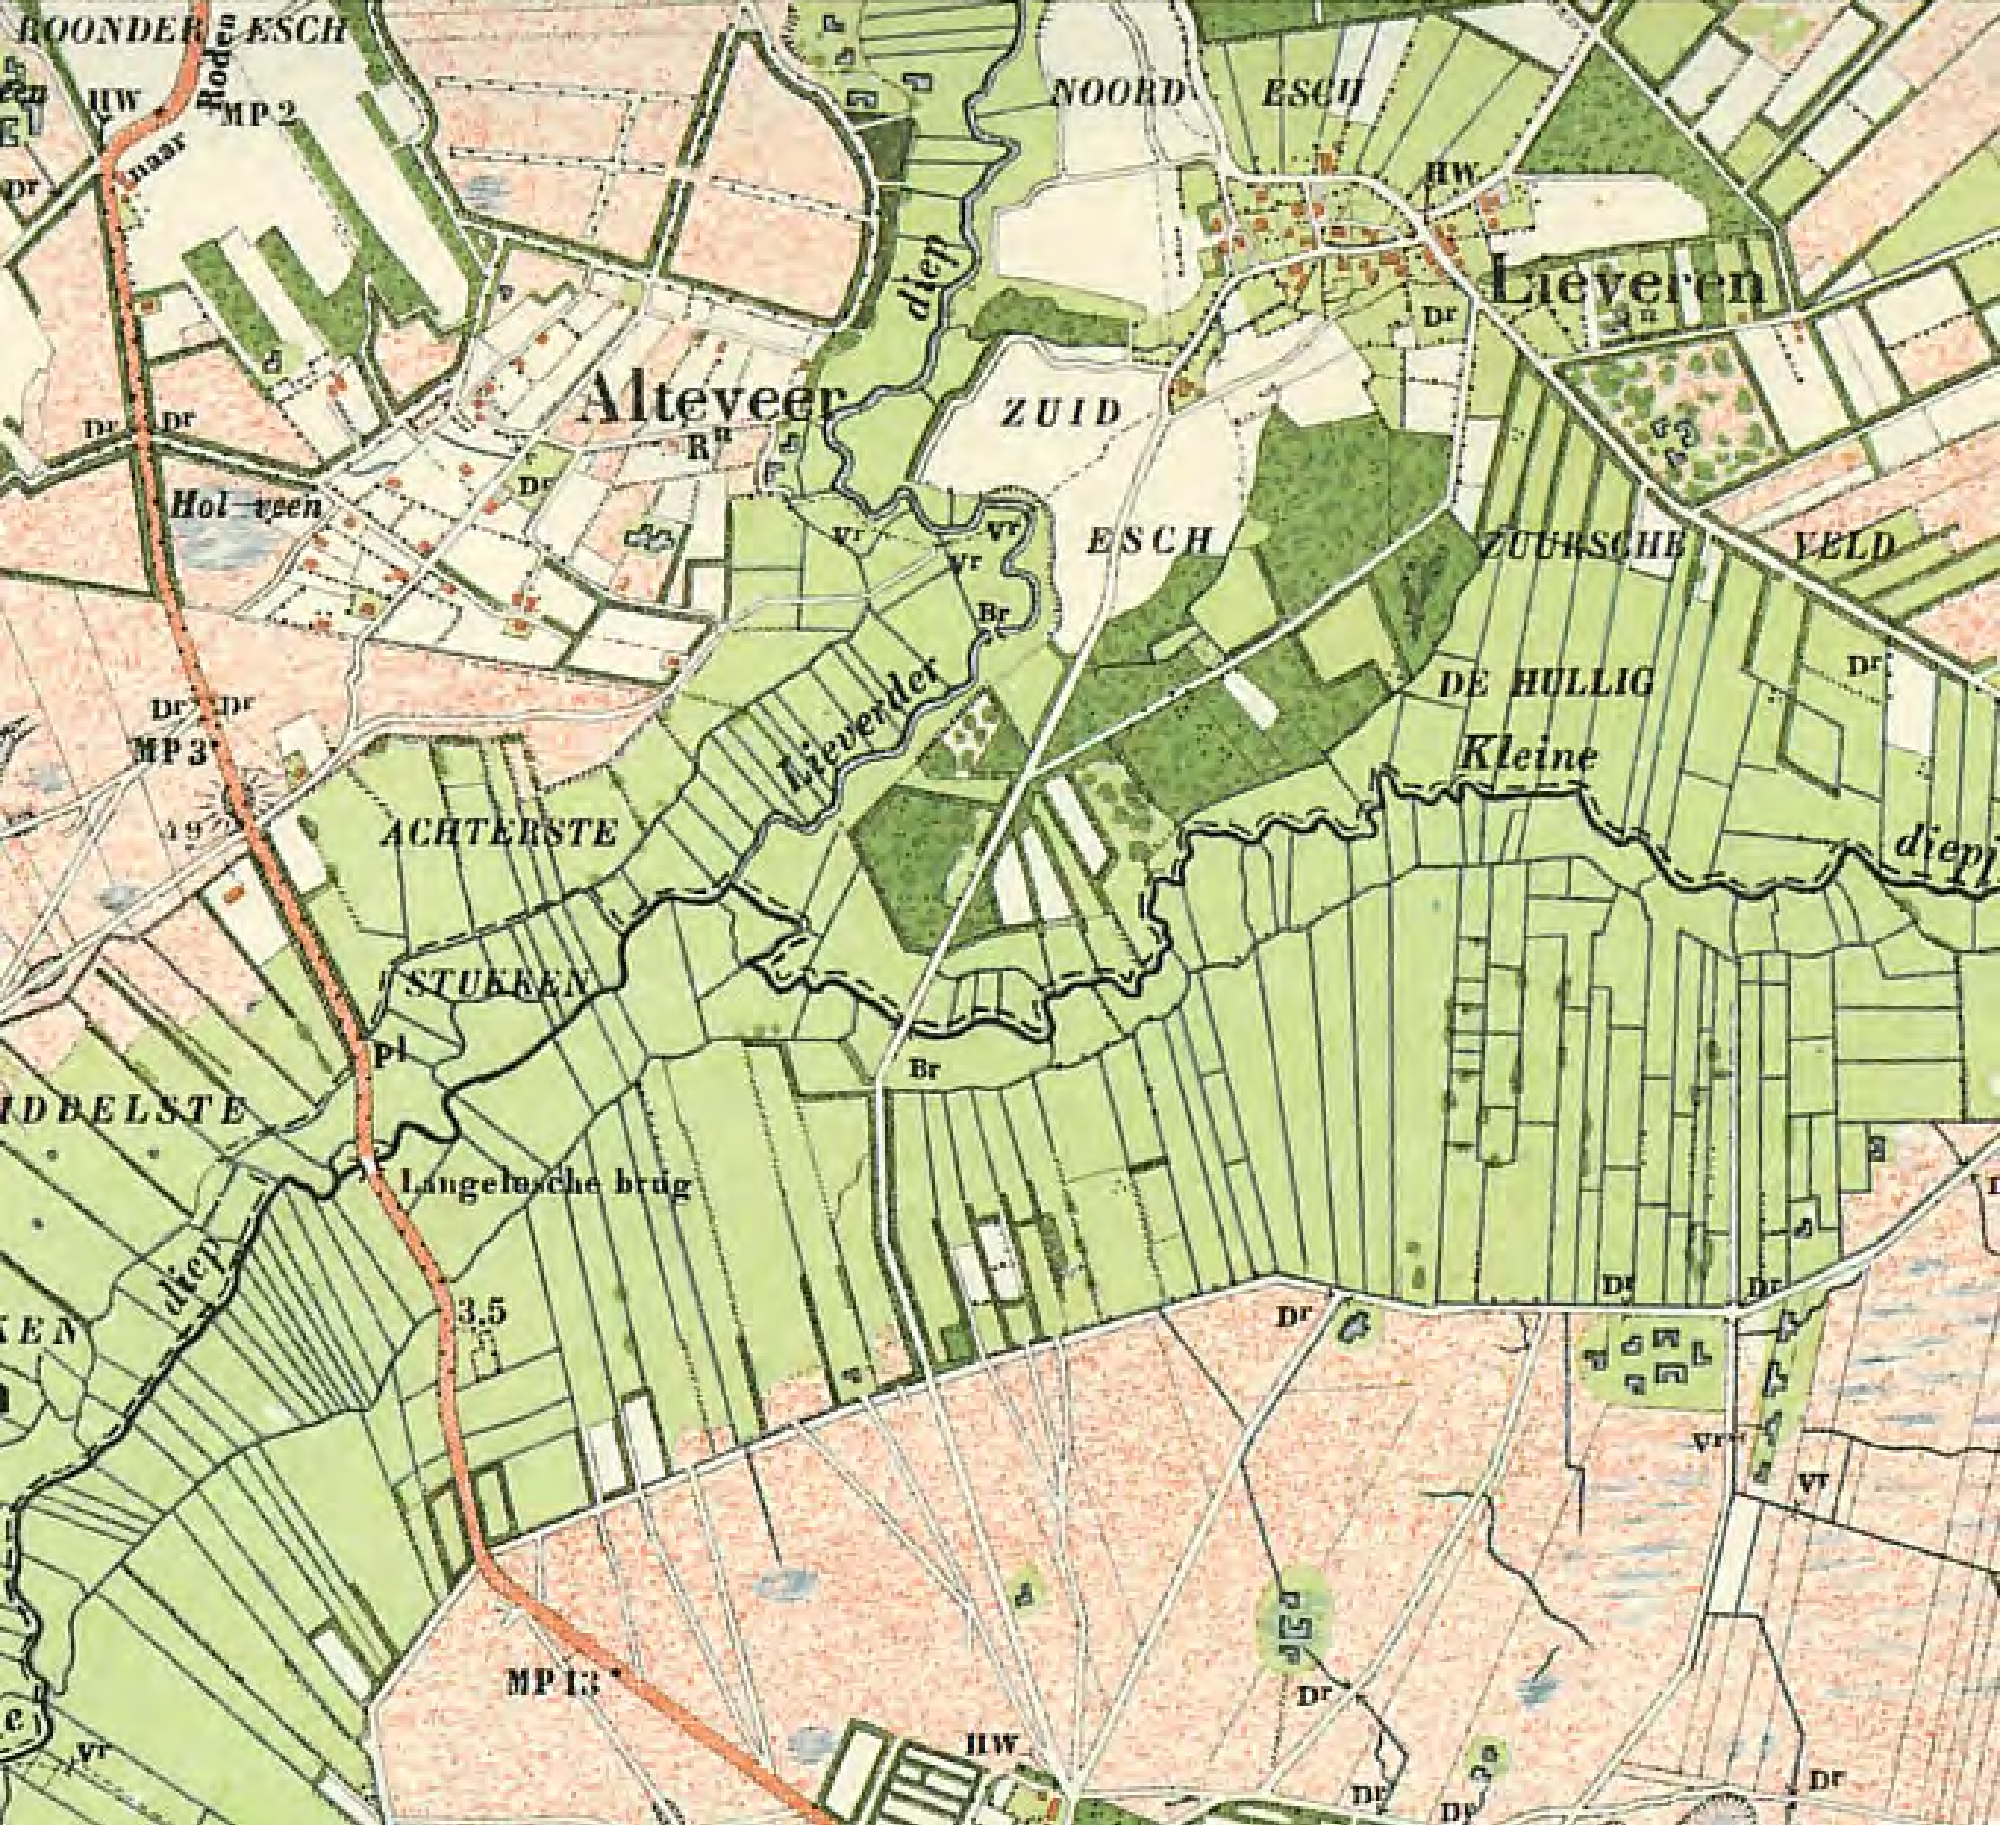 ROONDER ESCH
Roden
naar
HW
MP 2
Dr
NOORD ESCH
HW
Lieveren
Dr
Rn
diep
Alteveer
Rn
ZUID
ESCH
Dr
Dr
Hol-veen
Dr
Vr
Vr
Vr
Br
ZUURSCHE VELD
DE HULLIG
Dr
Dr
Dr
MP 3
Lieverder
Kleine
diepj
ACHTERSTE
STUKKEN
pl
Br
IDDELSTE
Langelosche brug
diep
KEN
3.5
Dr
Dr
Dr
Vr
Vr
MP 13
Dr
HW
Vr
Dr
Dr
Dr